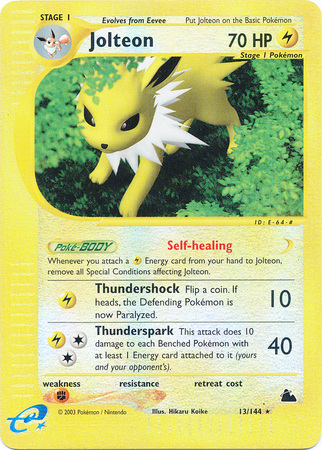 STAGE 1 Evolves from Eevee Put Jolteon on the Basic Pokémon
Jolteon 70 HP
Stage 1 Pokémon
ID: E-64-#
Poké-BODY Self-healing
Whenever you attach a Energy card from your hand to Jolteon,
remove all Special Conditions affecting Jolteon.
Thundershock Flip a coin. If
heads, the Defending Pokémon is
now Paralyzed.
10
Thunderspark This attack does 10
damage to each Benched Pokémon with
at least 1 Energy card attached to it (yours
and your opponent's).
40
weakness resistance retreat cost
e
© 2003 Pokémon / Nintendo Illus. Hikaru Koike 13/144 ★